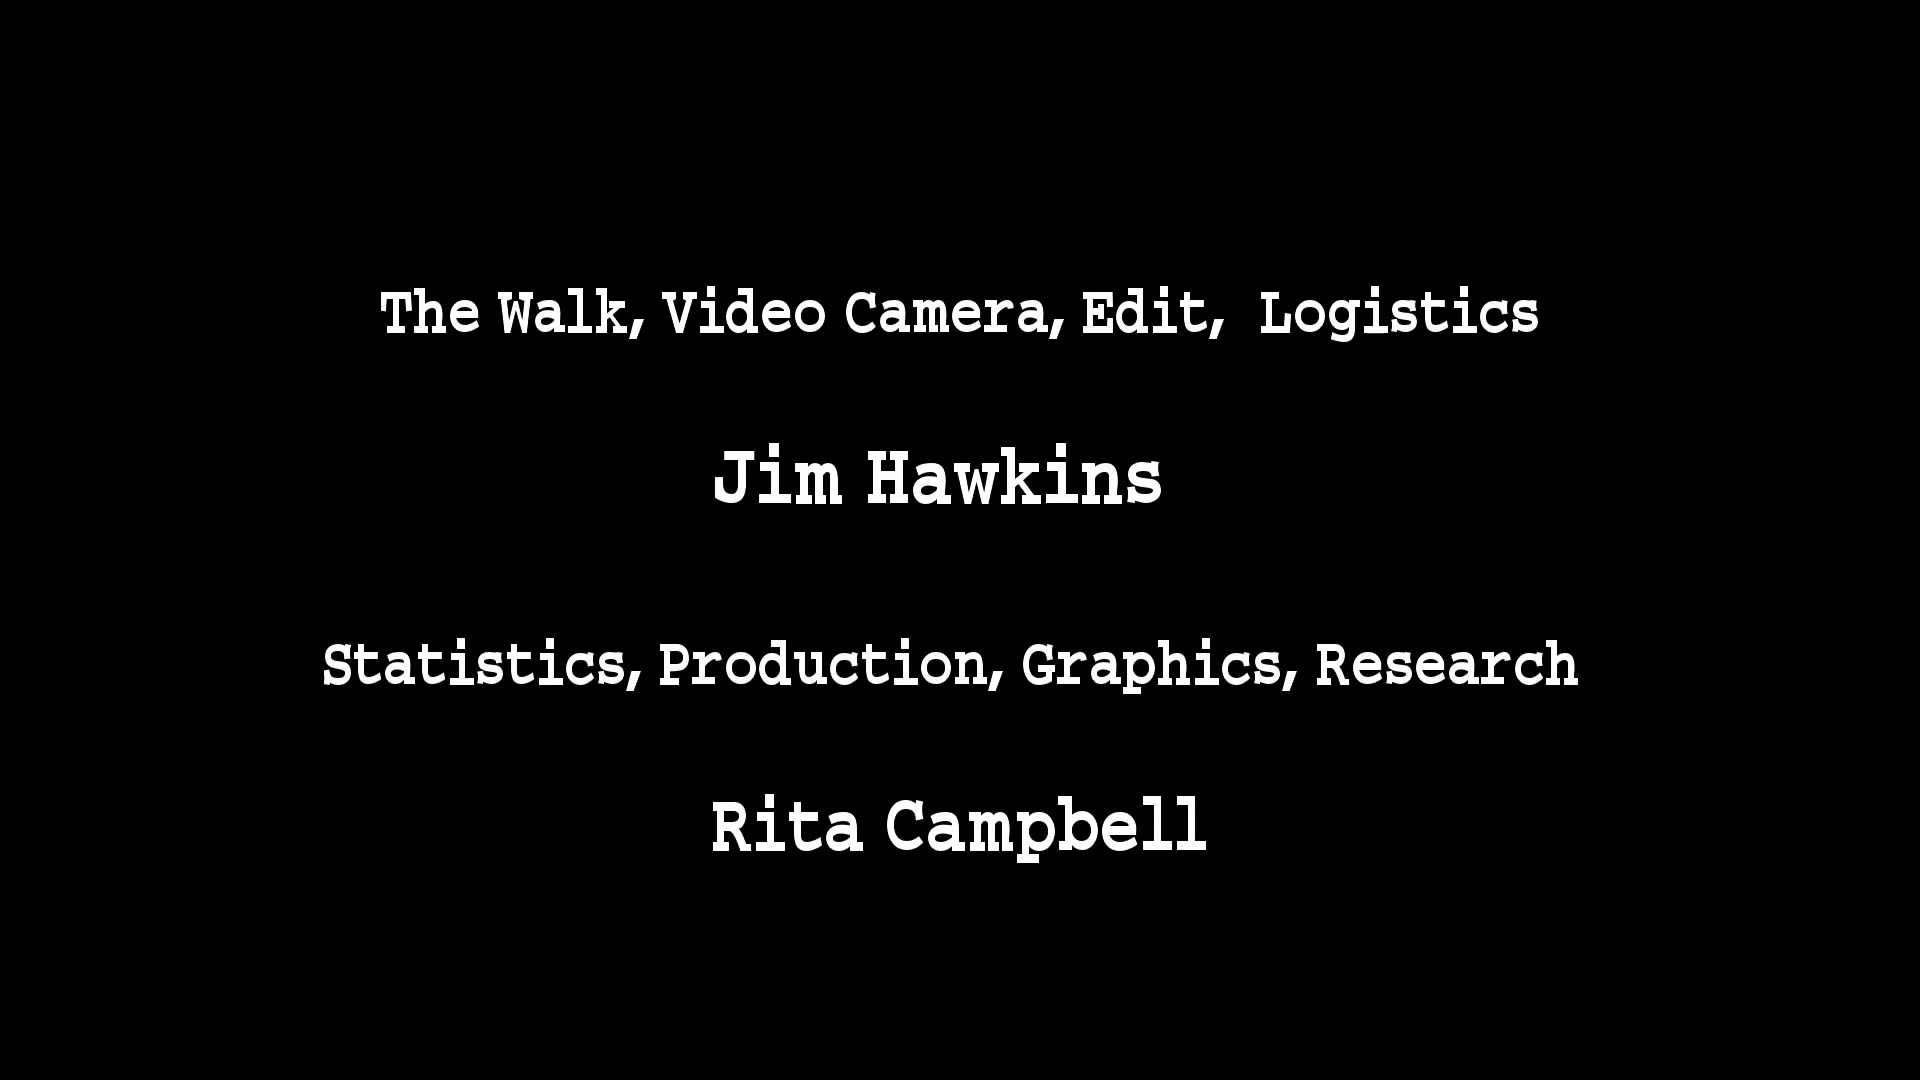 The Walk, Video Camera, Edit, Logistics
Jim Hawkins
Statistics, Production, Graphics, Research
Rita Campbell